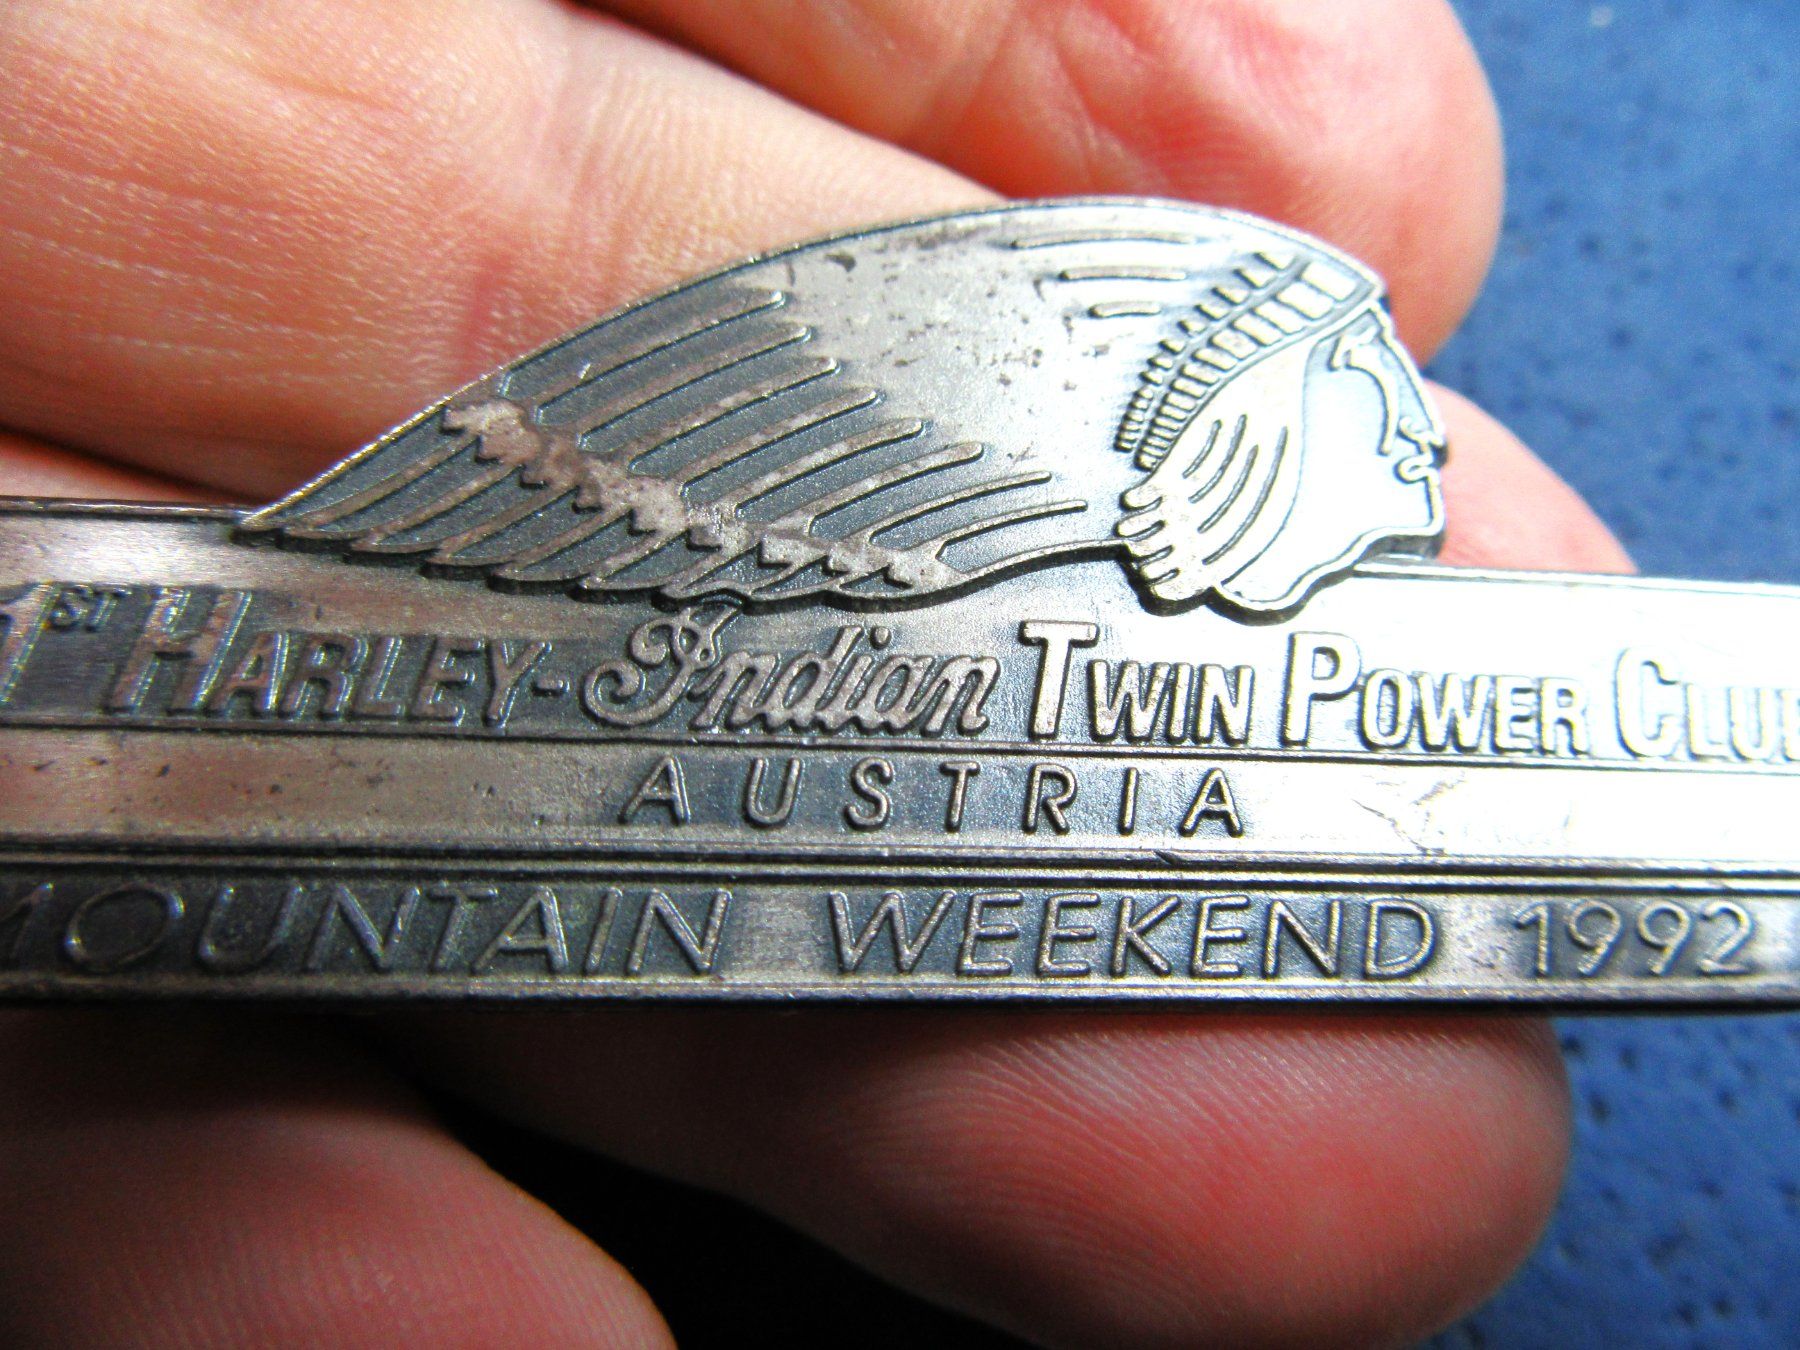 1ST HARLEY-Indian TWIN POWER CLUB
AUSTRIA
MOUNTAIN WEEKEND 1992